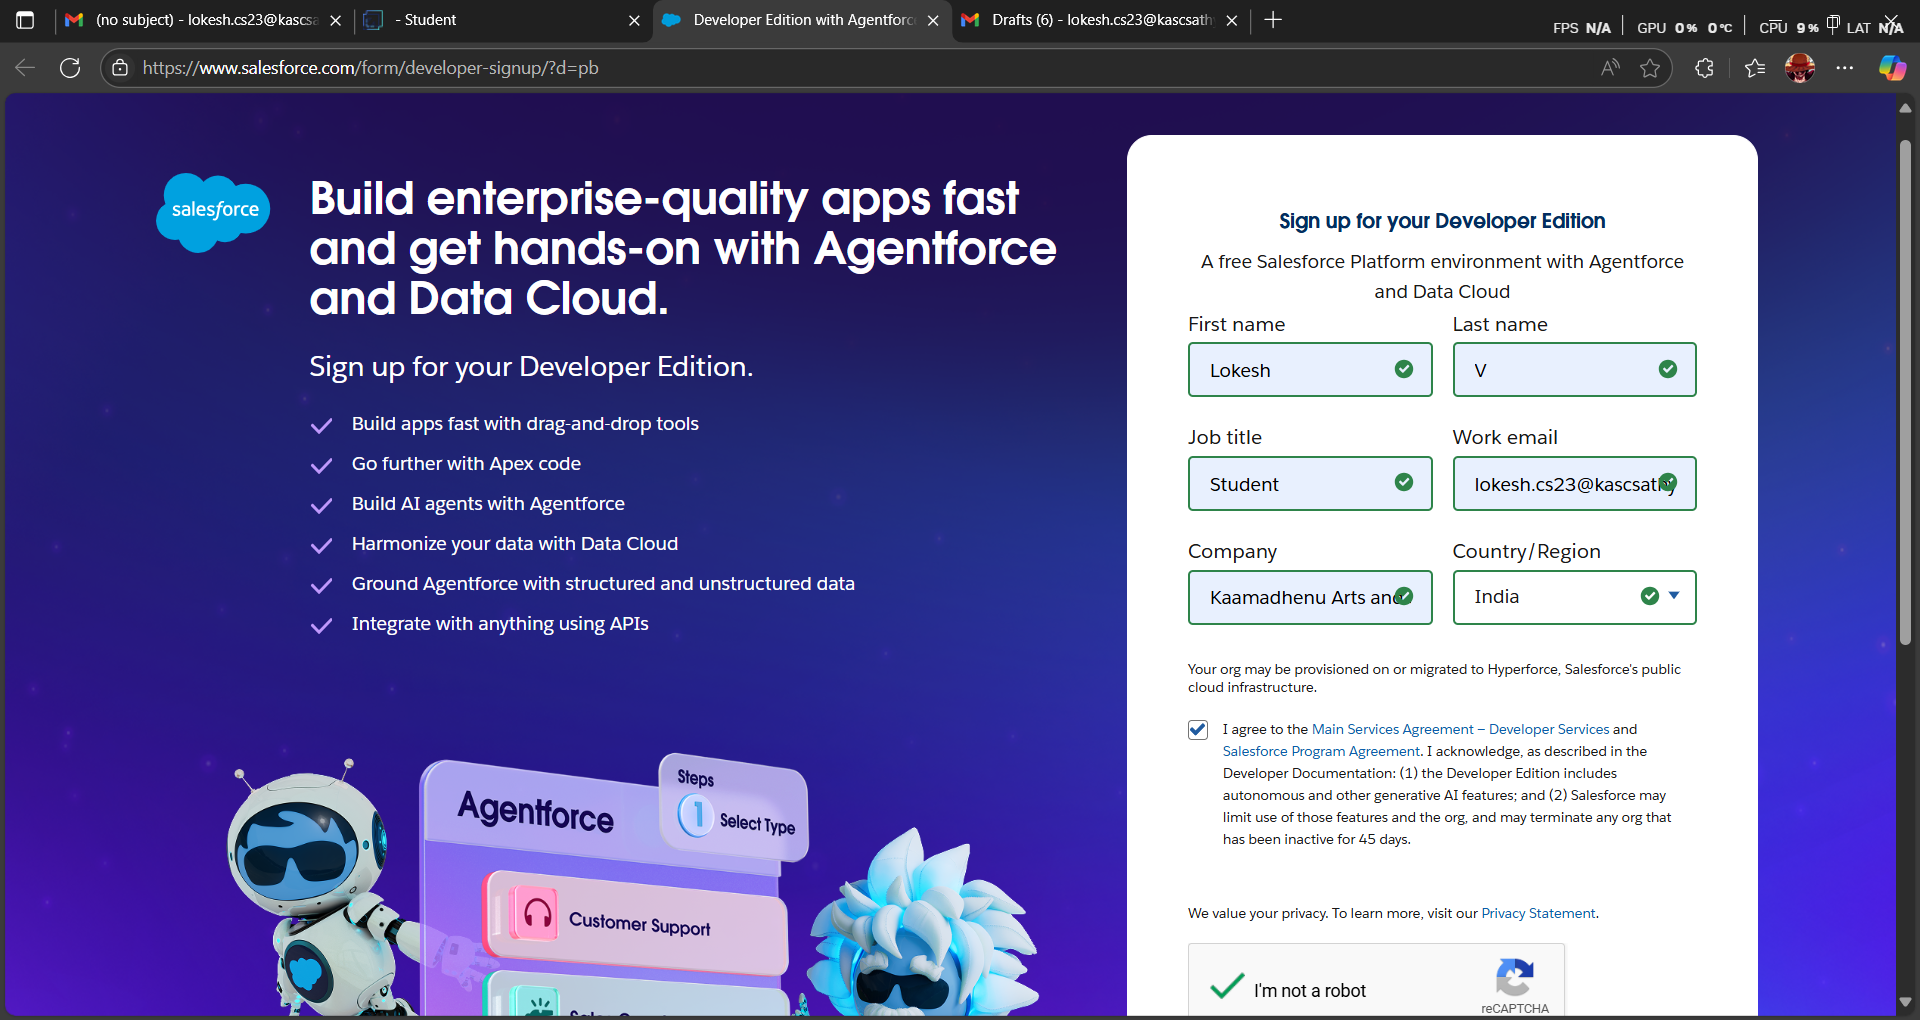 (no subject) - lokesh.cs23@kascsa
- Student
Developer Edition with Agentforc
Drafts (6) - lokesh.cs23@kascsath
FPS N/A
GPU 0% 0°C
CPU 9%
LAT N/A
https://www.salesforce.com/form/developer-signup/?d=pb
salesforce
Build enterprise-quality apps fast
and get hands-on with Agentforce
and Data Cloud.
Sign up for your Developer Edition.
Build apps fast with drag-and-drop tools
Go further with Apex code
Build AI agents with Agentforce
Harmonize your data with Data Cloud
Ground Agentforce with structured and unstructured data
Integrate with anything using APIs
Agentforce
Steps
1 Select Type
Customer Support
Sign up for your Developer Edition
A free Salesforce Platform environment with Agentforce
and Data Cloud
First name Last name
Lokesh V
Job title Work email
Student lokesh.cs23@kascsathy
Company Country/Region
Kaamadhenu Arts and India
Your org may be provisioned on or migrated to Hyperforce, Salesforce's public
cloud infrastructure.
I agree to the Main Services Agreement – Developer Services and
Salesforce Program Agreement. I acknowledge, as described in the
Developer Documentation: (1) the Developer Edition includes
autonomous and other generative AI features; and (2) Salesforce may
limit use of those features and the org, and may terminate any org that
has been inactive for 45 days.
We value your privacy. To learn more, visit our Privacy Statement.
I'm not a robot
reCAPTCHA